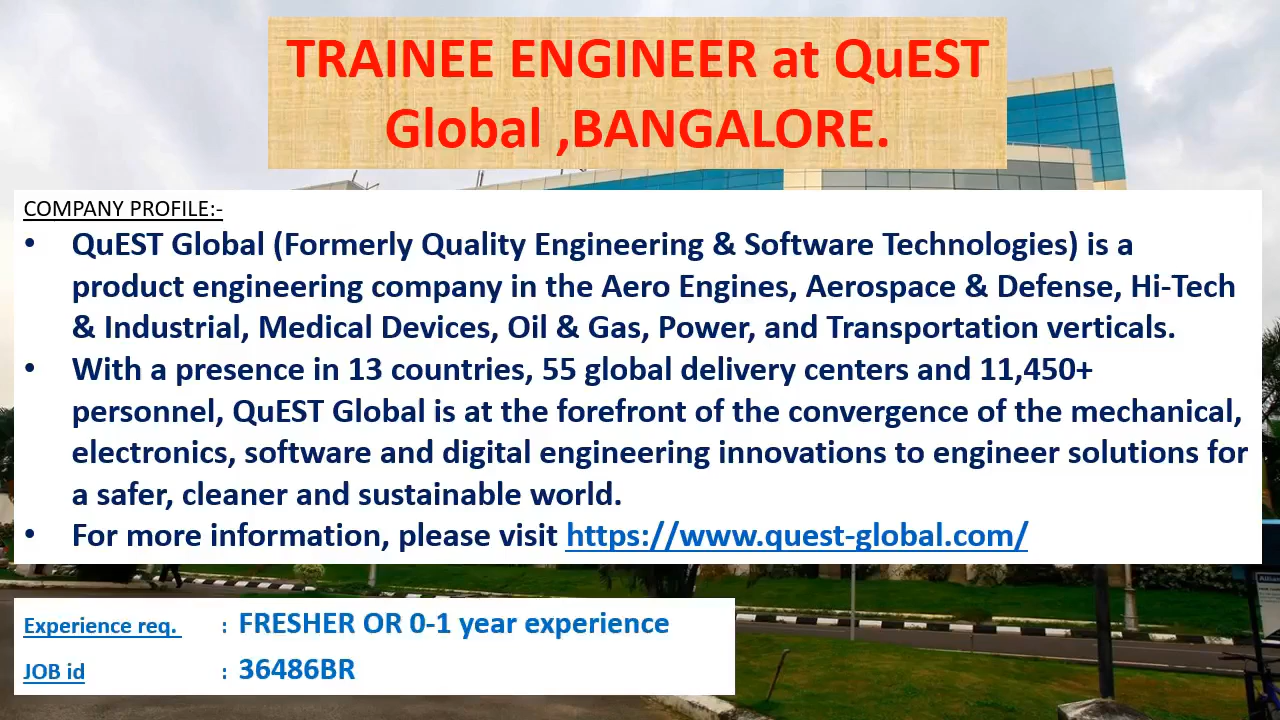 TRAINEE ENGINEER at QuEST
Global ,BANGALORE.
COMPANY PROFILE:-
• QuEST Global (Formerly Quality Engineering & Software Technologies) is a
product engineering company in the Aero Engines, Aerospace & Defense, Hi-Tech
& Industrial, Medical Devices, Oil & Gas, Power, and Transportation verticals.
• With a presence in 13 countries, 55 global delivery centers and 11,450+
personnel, QuEST Global is at the forefront of the convergence of the mechanical,
electronics, software and digital engineering innovations to engineer solutions for
a safer, cleaner and sustainable world.
• For more information, please visit https://www.quest-global.com/
Experience req. : FRESHER OR 0-1 year experience
JOB id : 36486BR